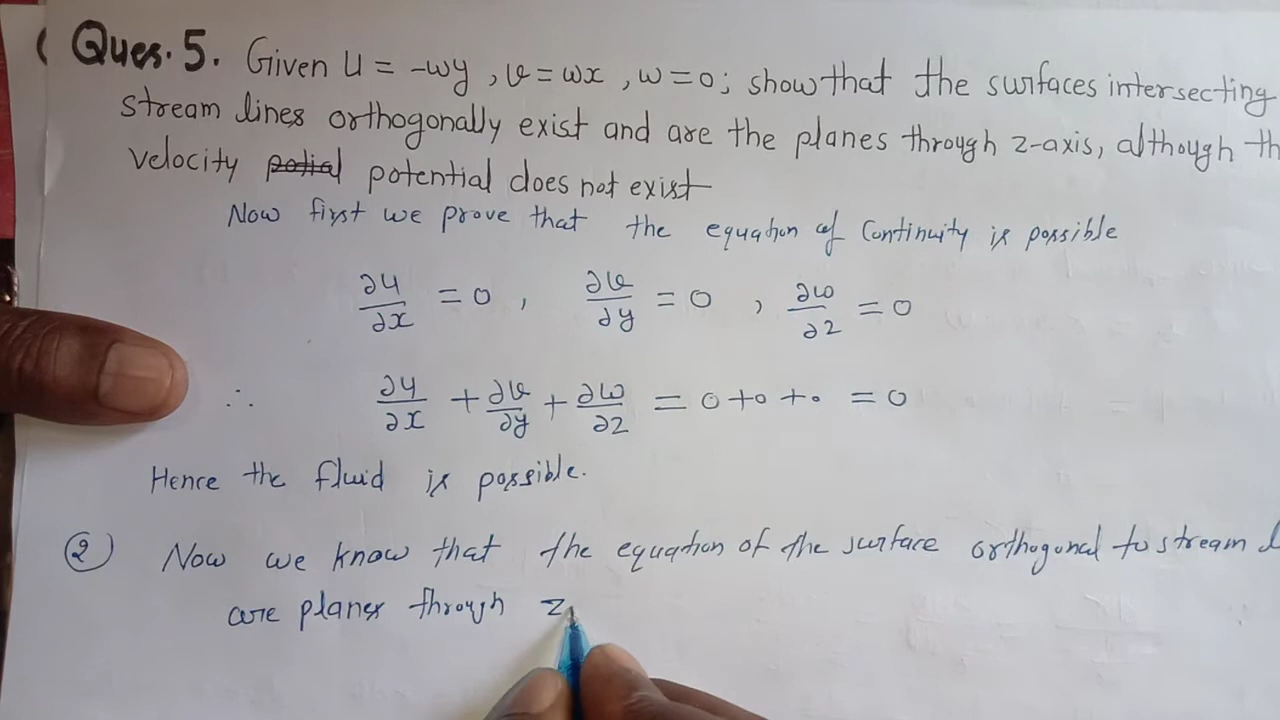 Ques. 5. Given u = -wy , v = wx , w = 0 ; show that the surfaces intersecting
stream lines orthogonally exist and are the planes through z-axis, although th
velocity potential does not exist
Now first we prove that the equation of Continuity is possible
∂u/∂x = 0 , ∂v/∂y = 0 , ∂w/∂z = 0
∴ ∂u/∂x + ∂v/∂y + ∂w/∂z = 0 + 0 + 0 = 0
Hence the fluid is possible.
② Now we know that the equation of the surface orthogonal to stream l
are planes through z